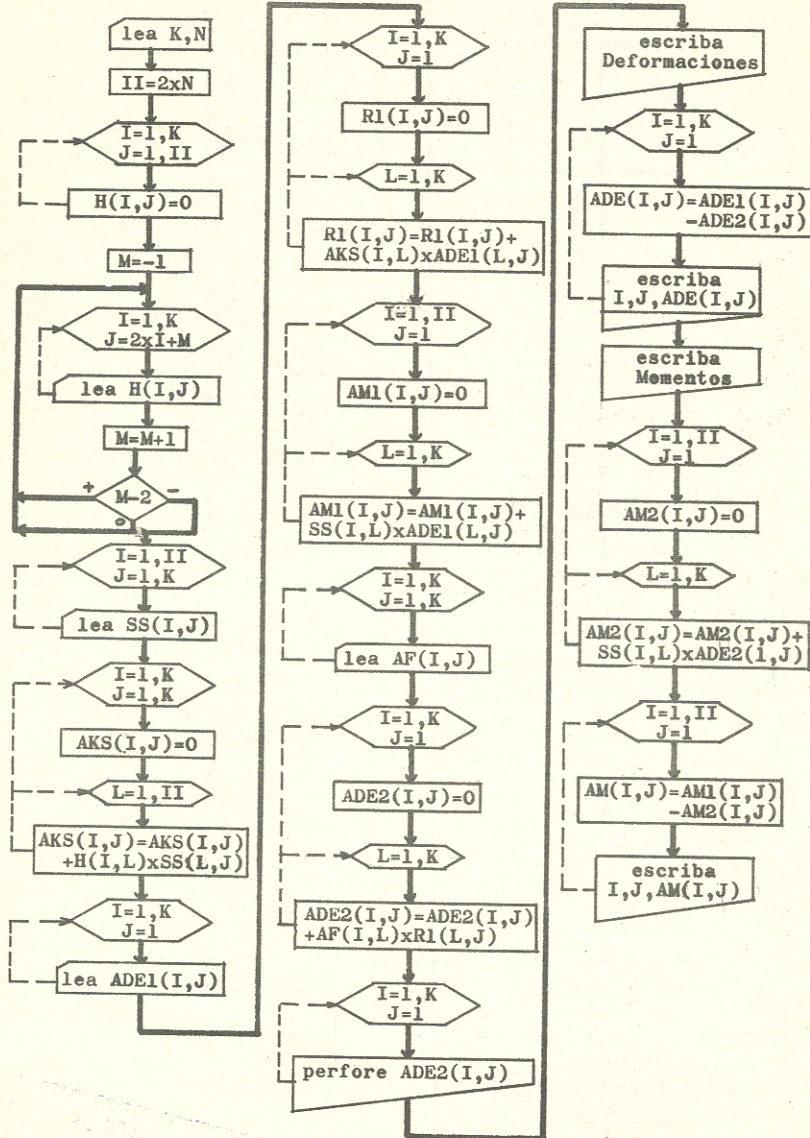 lea K,N
II=2xN
I=1,K
J=1,II
H(I,J)=0
M=-1
I=1,K
J=2xI+M
lea H(I,J)
M=M+1
+
M-2
-
0
I=1,II
J=1,K
lea SS(I,J)
I=1,K
J=1,K
AKS(I,J)=0
L=1,II
AKS(I,J)=AKS(I,J)
+H(I,L)xSS(L,J)
I=1,K
J=1
lea ADE1(I,J)
I=1,K
J=1
R1(I,J)=0
L=1,K
R1(I,J)=R1(I,J)+
AKS(I,L)xADE1(L,J)
I=1,II
J=1
AM1(I,J)=0
L=1,K
AM1(I,J)=AM1(I,J)+
SS(I,L)xADE1(L,J)
I=1,K
J=1,K
lea AF(I,J)
I=1,K
J=1
ADE2(I,J)=0
L=1,K
ADE2(I,J)=ADE2(I,J)
+AF(I,L)xR1(L,J)
I=1,K
J=1
perfore ADE2(I,J)
escriba
Deformaciones
I=1,K
J=1
ADE(I,J)=ADE1(I,J)
-ADE2(I,J)
escriba
I,J,ADE(I,J)
escriba
Momentos
I=1,II
J=1
AM2(I,J)=0
L=1,K
AM2(I,J)=AM2(I,J)+
SS(I,L)xADE2(1,J)
I=1,II
J=1
AM(I,J)=AM1(I,J)
-AM2(I,J)
escriba
I,J,AM(I,J)